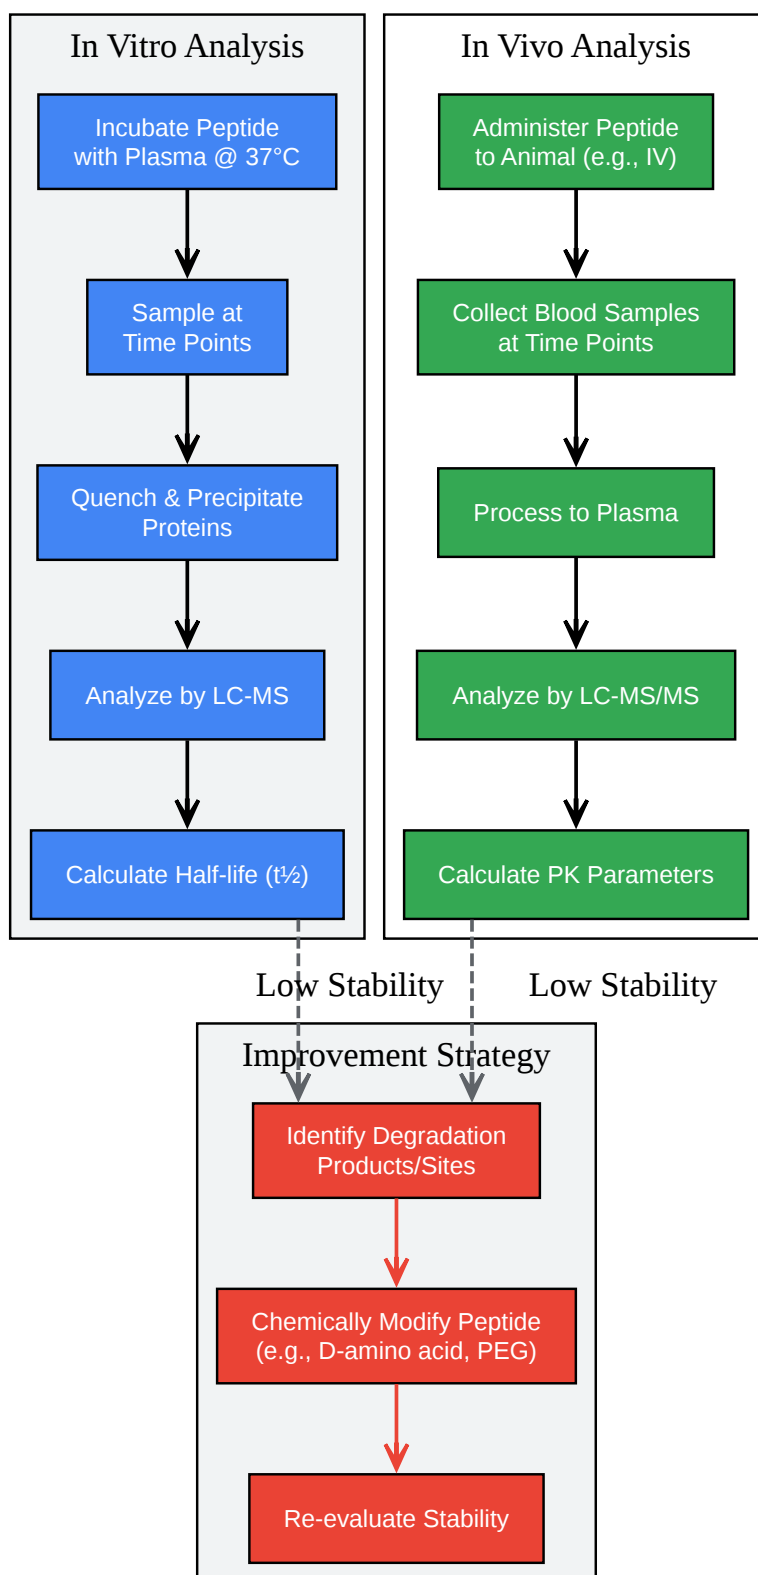 In Vitro Analysis
Incubate Peptide
with Plasma @ 37°C
Sample at
Time Points
Quench & Precipitate
Proteins
Analyze by LC-MS
Calculate Half-life (t½)
In Vivo Analysis
Administer Peptide
to Animal (e.g., IV)
Collect Blood Samples
at Time Points
Process to Plasma
Analyze by LC-MS/MS
Calculate PK Parameters
Low Stability
Low Stability
Improvement Strategy
Identify Degradation
Products/Sites
Chemically Modify Peptide
(e.g., D-amino acid, PEG)
Re-evaluate Stability